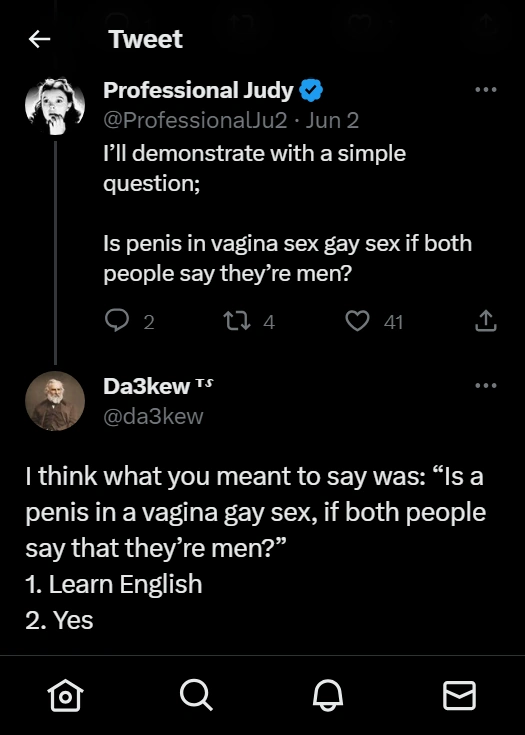 Tweet
Professional Judy
@ProfessionalJu2 · Jun 2
I’ll demonstrate with a simple
question;
Is penis in vagina sex gay sex if both
people say they’re men?
2
4
41
Da3kew ᵀˢ
@da3kew
I think what you meant to say was: “Is a
penis in a vagina gay sex, if both people
say that they’re men?”
1. Learn English
2. Yes